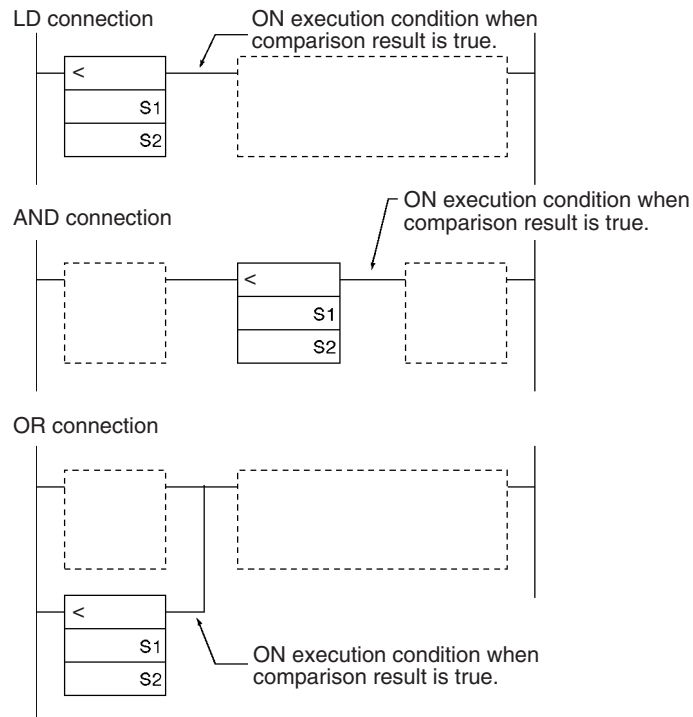 LD connection
ON execution condition when
comparison result is true.
<
S1
S2
AND connection
ON execution condition when
comparison result is true.
<
S1
S2
OR connection
<
S1
S2
ON execution condition when
comparison result is true.